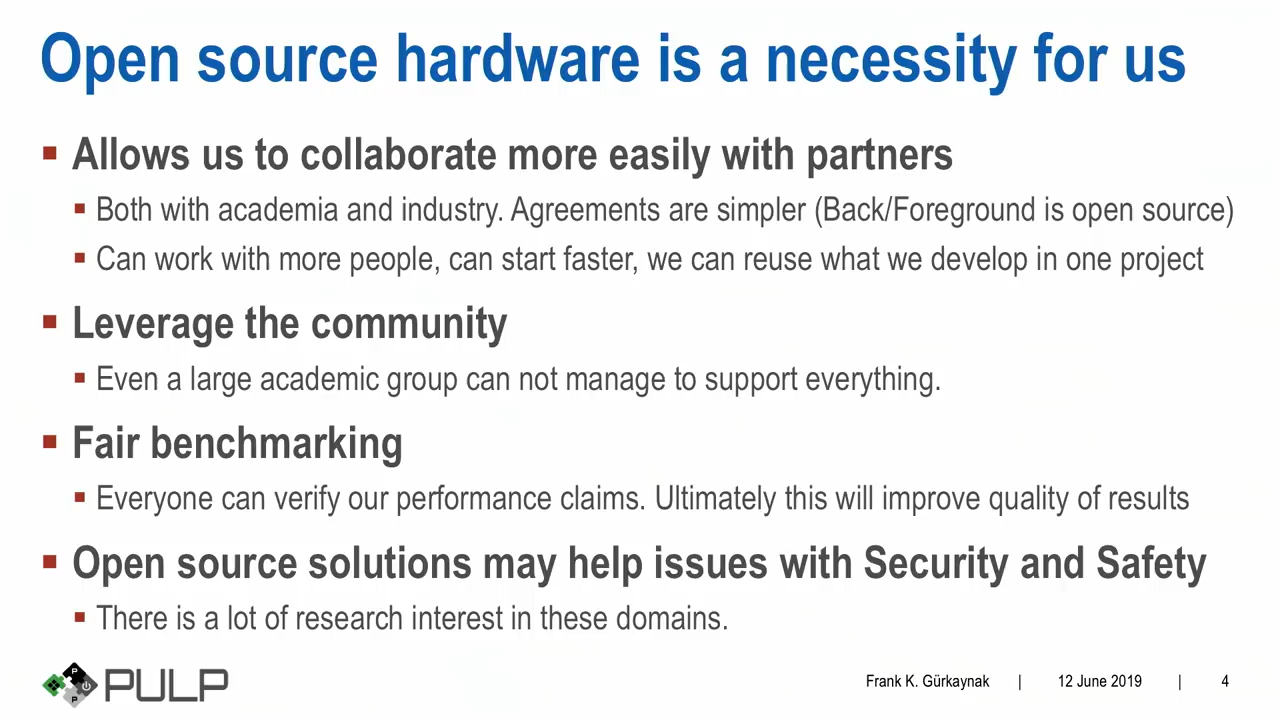 Open source hardware is a necessity for us
Allows us to collaborate more easily with partners
Both with academia and industry. Agreements are simpler (Back/Foreground is open source)
Can work with more people, can start faster, we can reuse what we develop in one project
Leverage the community
Even a large academic group can not manage to support everything.
Fair benchmarking
Everyone can verify our performance claims. Ultimately this will improve quality of results
Open source solutions may help issues with Security and Safety
There is a lot of research interest in these domains.
P
P
PULP
Frank K. Gürkaynak | 12 June 2019 | 4